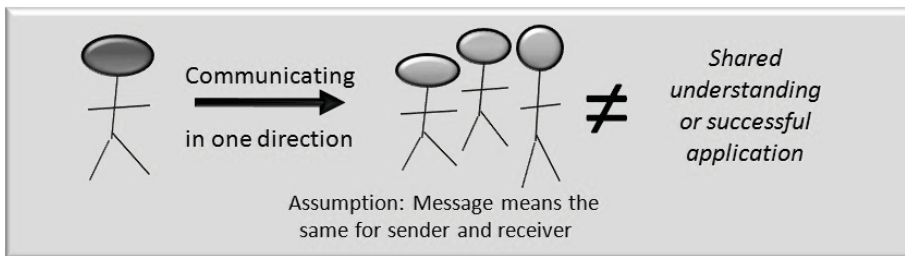 Communicating
in one direction
≠
Shared
understanding
or successful
application
Assumption: Message means the
same for sender and receiver